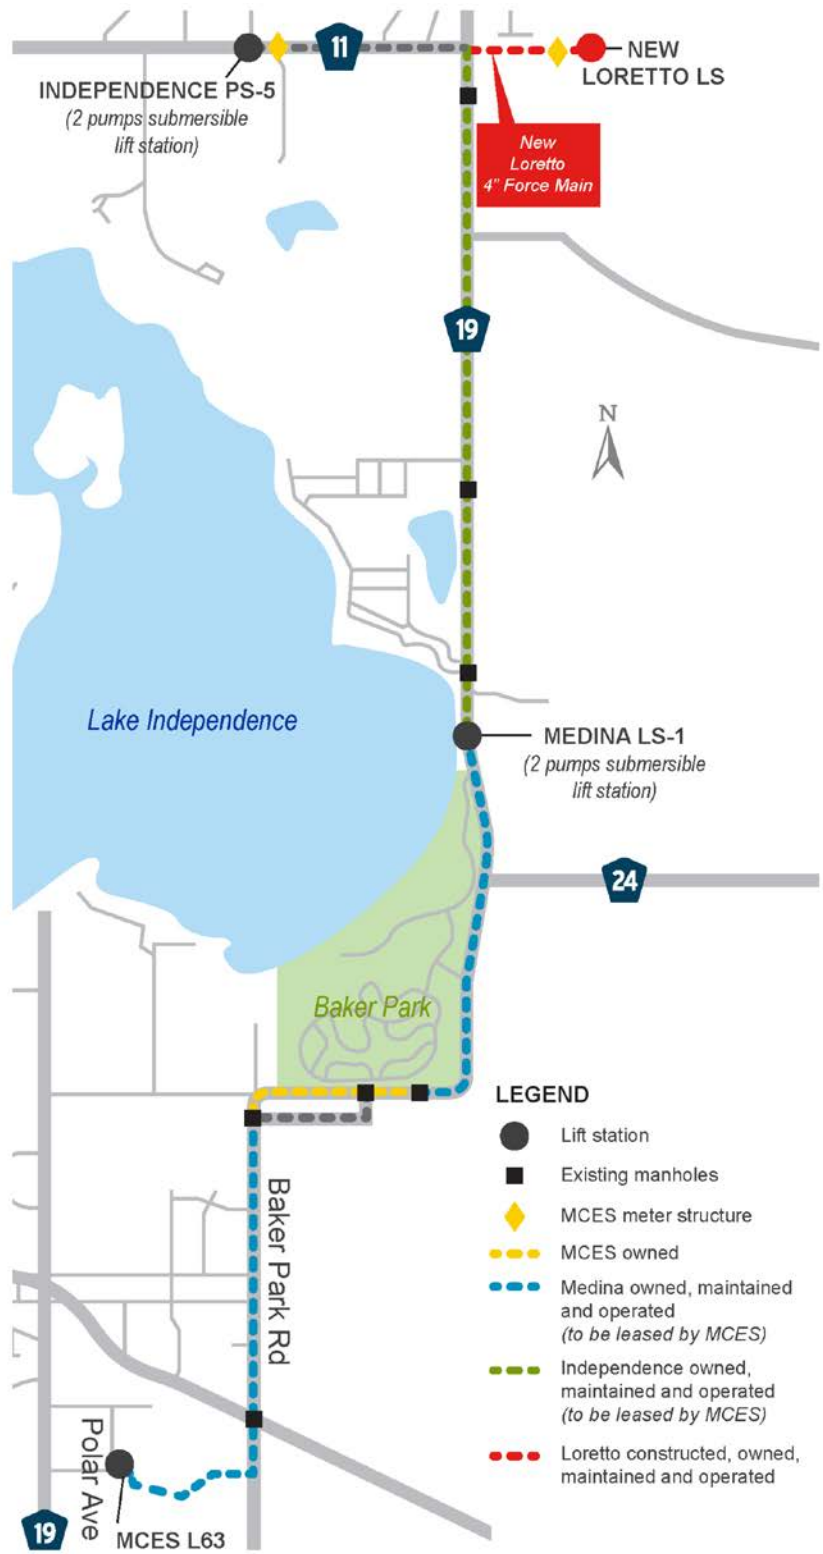 11
NEW
LORETTO LS
INDEPENDENCE PS-5
(2 pumps submersible
lift station)
New
Loretto
4" Force Main
19
N
Lake Independence
MEDINA LS-1
(2 pumps submersible
lift station)
24
Baker Park
LEGEND
Lift station
Existing manholes
MCES meter structure
MCES owned
Medina owned, maintained
and operated
(to be leased by MCES)
Independence owned,
maintained and operated
(to be leased by MCES)
Loretto constructed, owned,
maintained and operated
Baker Park Rd
Polar Ave
19
MCES L63